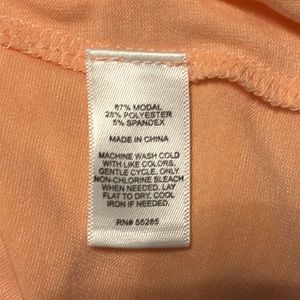 67% MODAL
28% POLYESTER
5% SPANDEX
MADE IN CHINA
MACHINE WASH COLD
WITH LIKE COLORS,
GENTLE CYCLE. ONLY
NON-CHLORINE BLEACH
WHEN NEEDED. LAY
FLAT TO DRY. COOL
IRON IF NEEDED.
RN# 55285